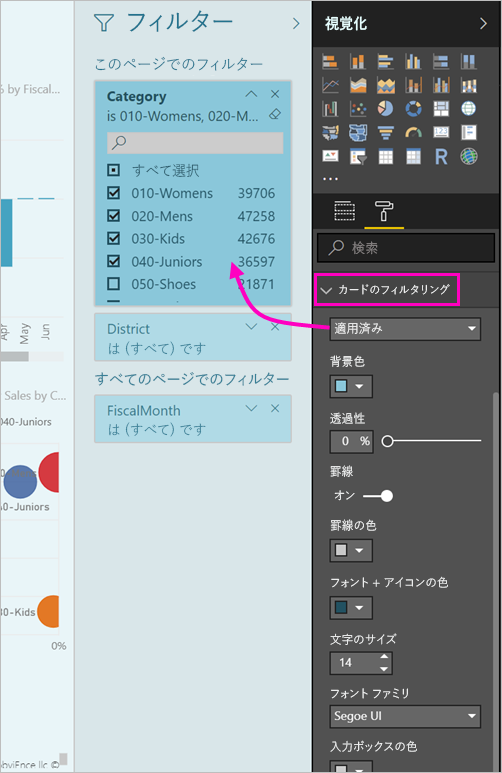 フィルター
このページでのフィルター
Category
is 010-Womens, 020-M...
すべて選択
010-Womens 39706
020-Mens 47258
030-Kids 42676
040-Juniors 36597
050-Shoes 21871
District
は (すべて) です
すべてのページでのフィルター
FiscalMonth
は (すべて) です
視覚化
R
...
検索
カードのフィルタリング
適用済み
背景色
透過性
0 %
罫線
オン
罫線の色
フォント + アイコンの色
文字のサイズ
14
フォント ファミリ
Segoe UI
入力ボックスの色
by Fiscal...
Apr
May
Jun
Sales by C...
040-Juniors
-Juniors
0-Kids
0%
obviEnce llc ©